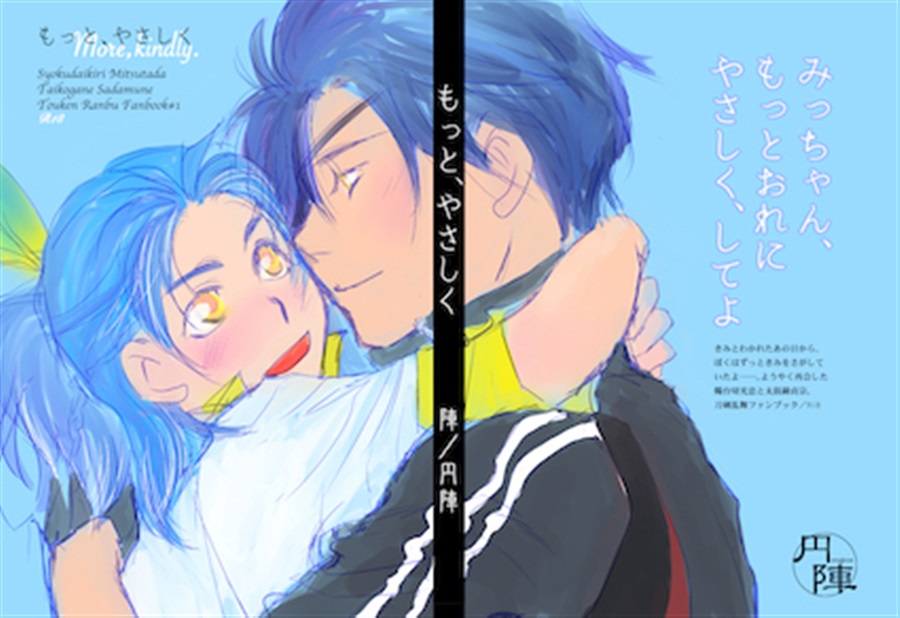 もっと、やさしく
More, kindly.
Syokudaikiri Mitsutada
Taikogane Sadamune
Touken Ranbu Fanbook#1
R18
もっと、やさしく
陣/円陣
みっちゃん、
もっとおれに
やさしく、してよ
きみとわかれたあの日から、
ぼくはずっときみをさがして
いたよ——。ようやく再会した
燭台切光忠と太鼓鐘貞宗。
刀剣乱舞ファンブック/R18
円陣